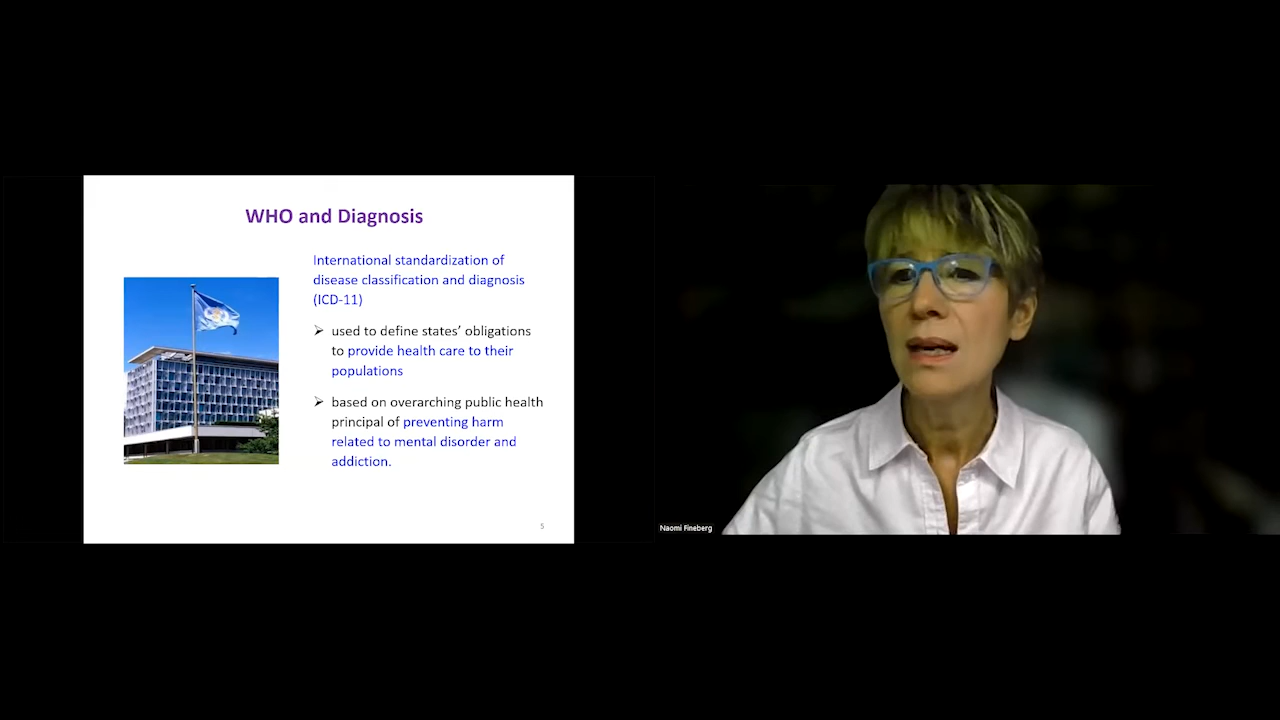 WHO and Diagnosis
International standardization of
disease classification and diagnosis
(ICD-11)
➢ used to define states’ obligations
to provide health care to their
populations
➢ based on overarching public health
principal of preventing harm
related to mental disorder and
addiction.
5
Naomi Fineberg